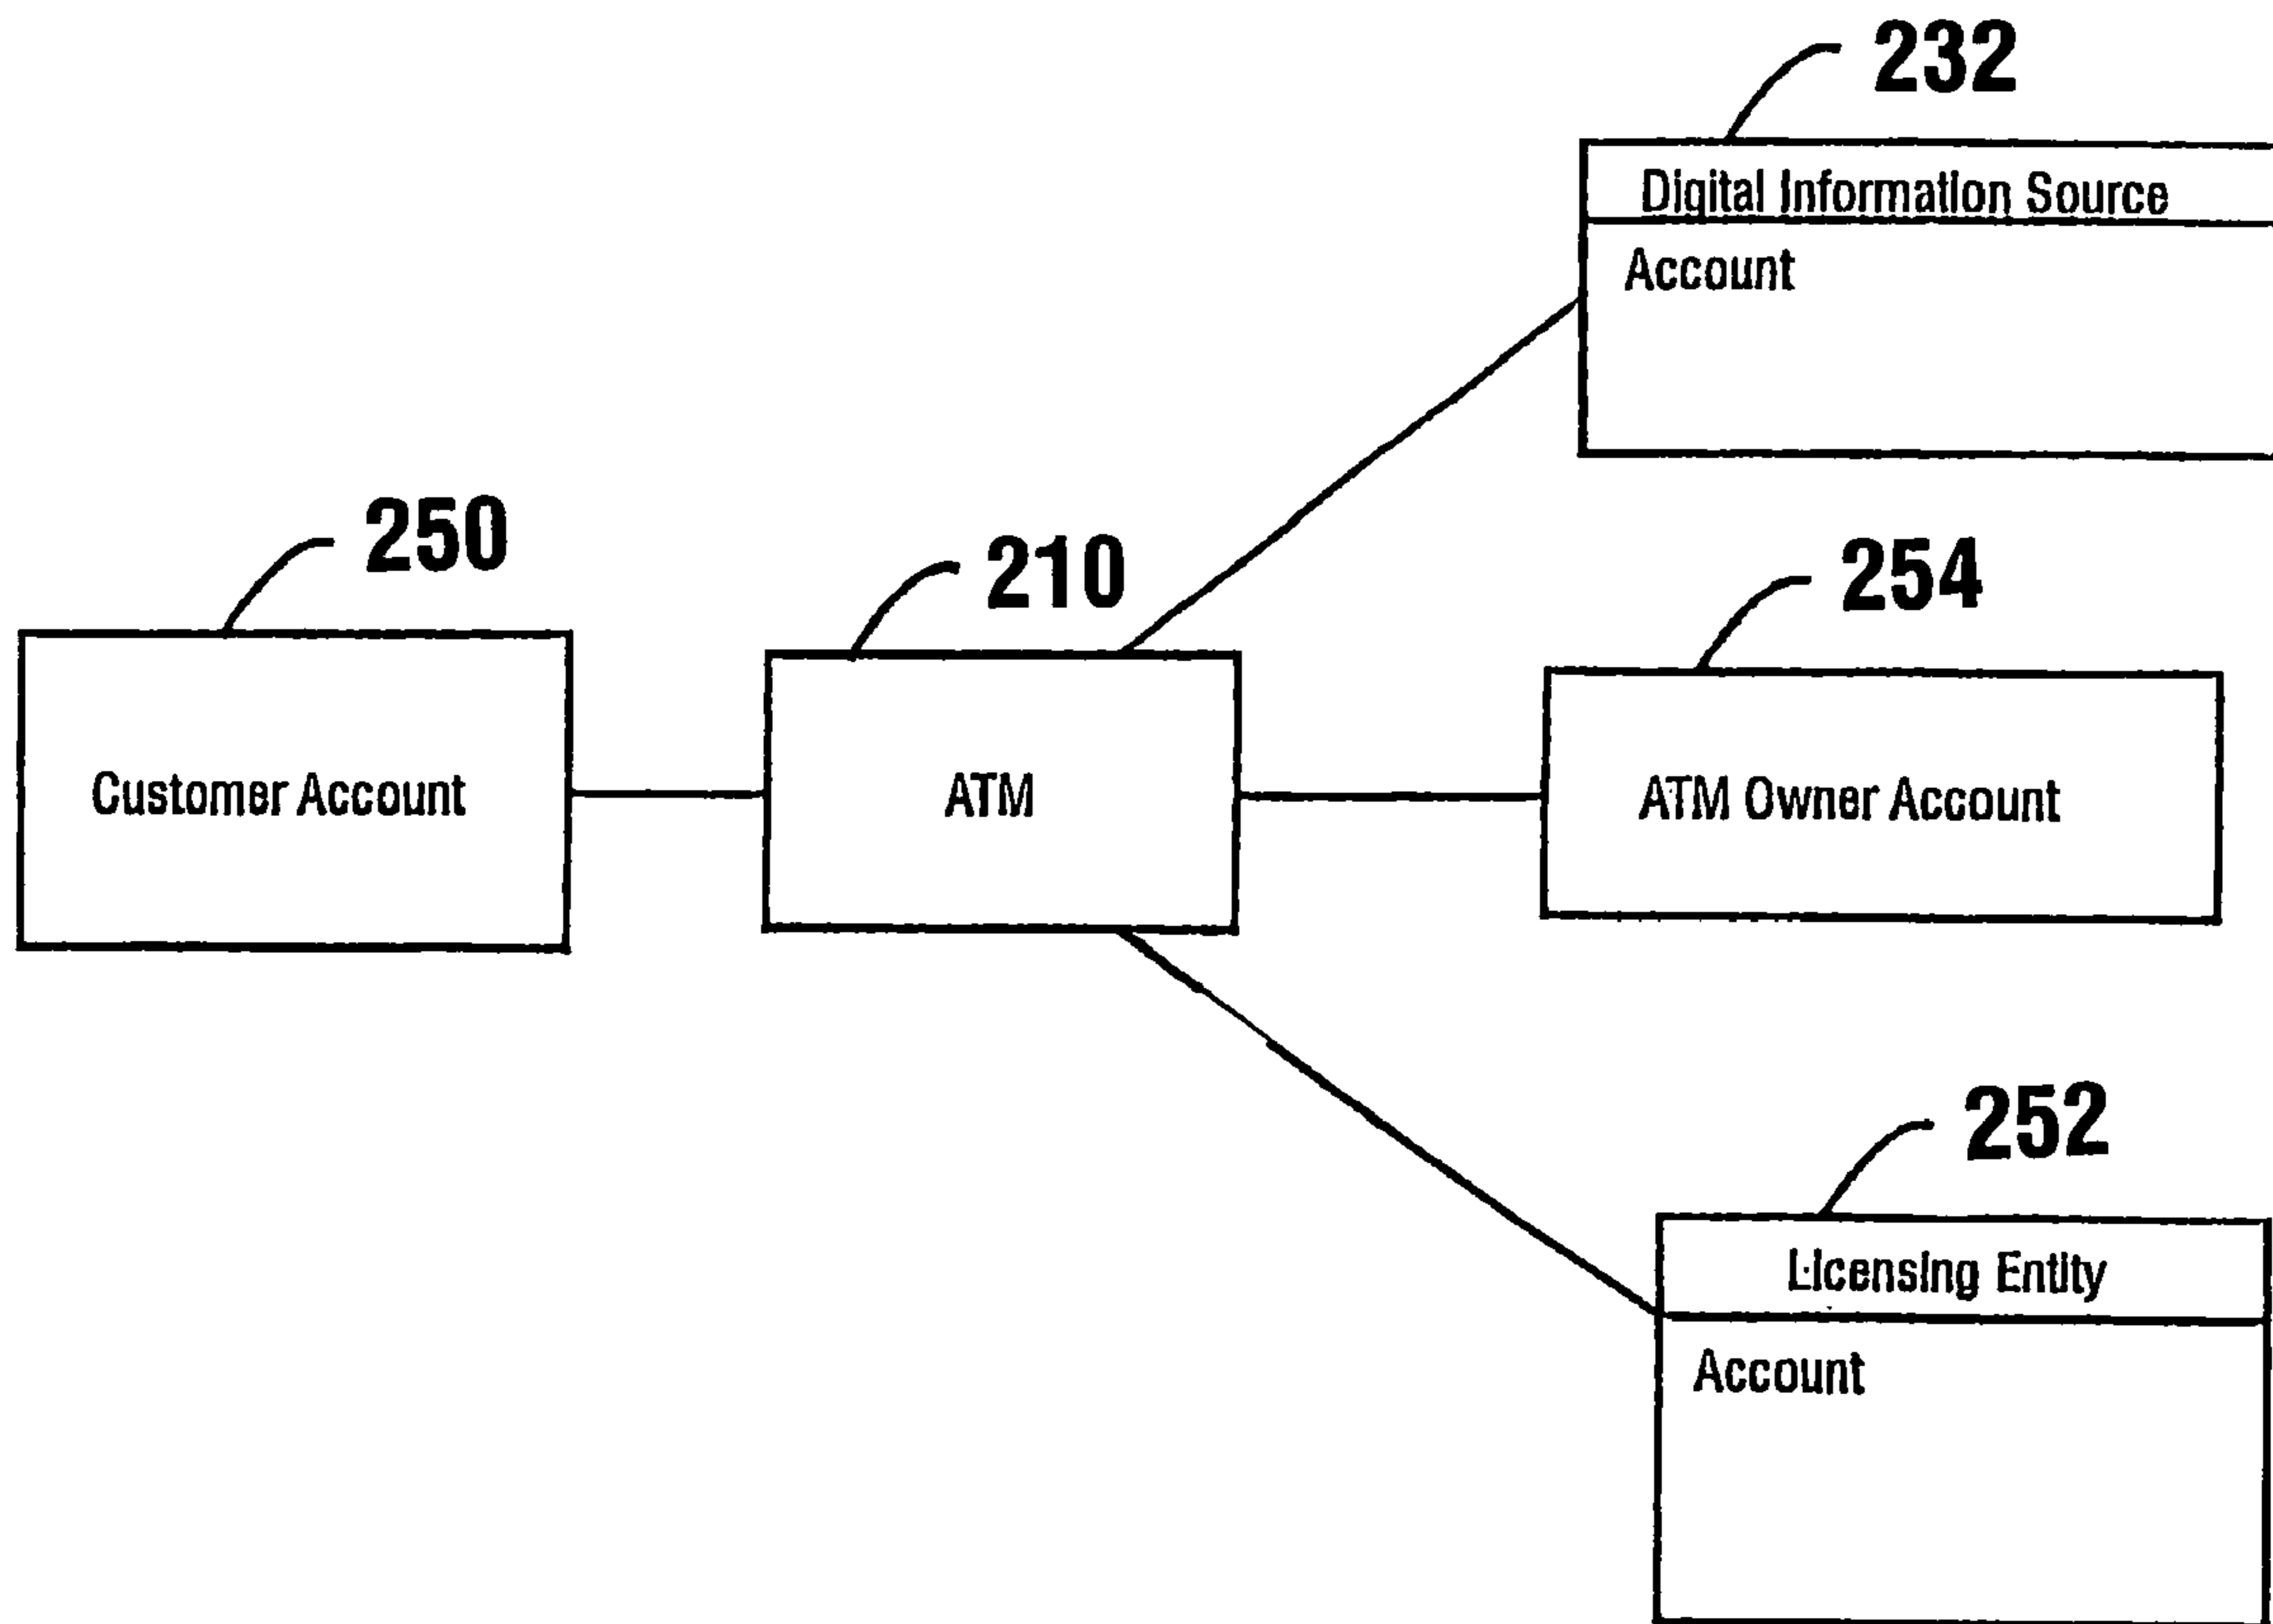 232
Digital Information Source
Account
250
210
254
Customer Account
ATM
ATM Owner Account
252
Licensing Entity
Account